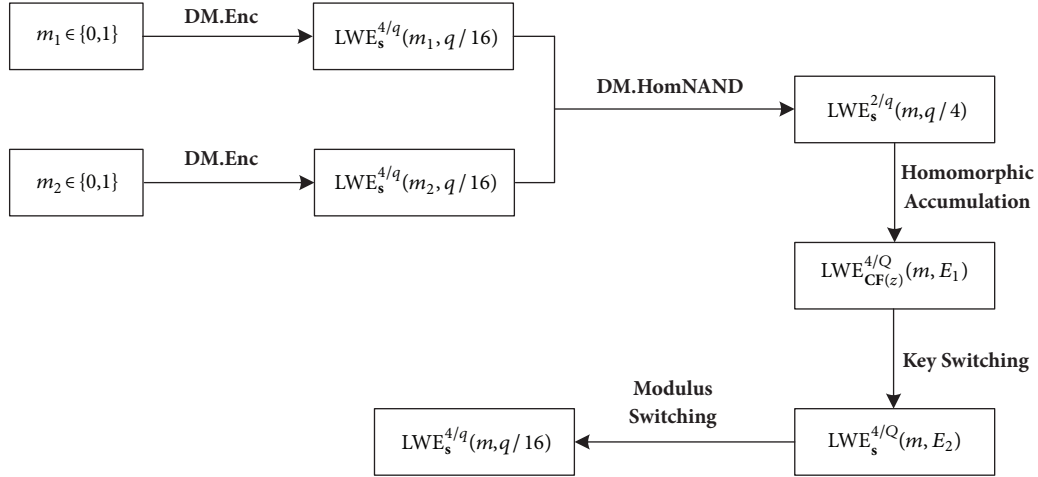 m₁ ∈ {0,1}
DM.Enc
LWE_s^{4/q}(m₁, q/16)
DM.HomNAND
LWE_s^{2/q}(m,q/4)
m₂ ∈ {0,1}
DM.Enc
LWE_s^{4/q}(m₂, q/16)
Homomorphic
Accumulation
LWE_{CF(z)}^{4/Q}(m, E₁)
Key Switching
LWE_s^{4/Q}(m, E₂)
Modulus
Switching
LWE_s^{4/q}(m,q/16)